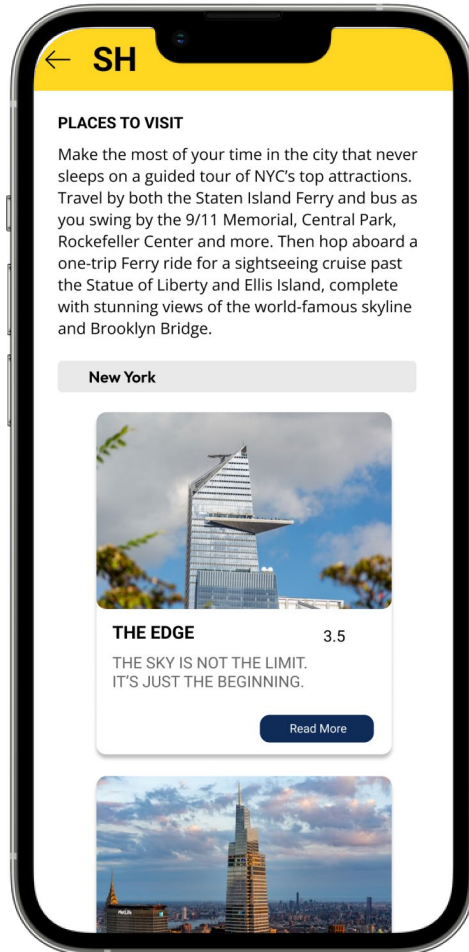 SH
PLACES TO VISIT
Make the most of your time in the city that never
sleeps on a guided tour of NYC’s top attractions.
Travel by both the Staten Island Ferry and bus as
you swing by the 9/11 Memorial, Central Park,
Rockefeller Center and more. Then hop aboard a
one-trip Ferry ride for a sightseeing cruise past
the Statue of Liberty and Ellis Island, complete
with stunning views of the world-famous skyline
and Brooklyn Bridge.
New York
THE EDGE 3.5
THE SKY IS NOT THE LIMIT.
IT’S JUST THE BEGINNING.
Read More
MetLife